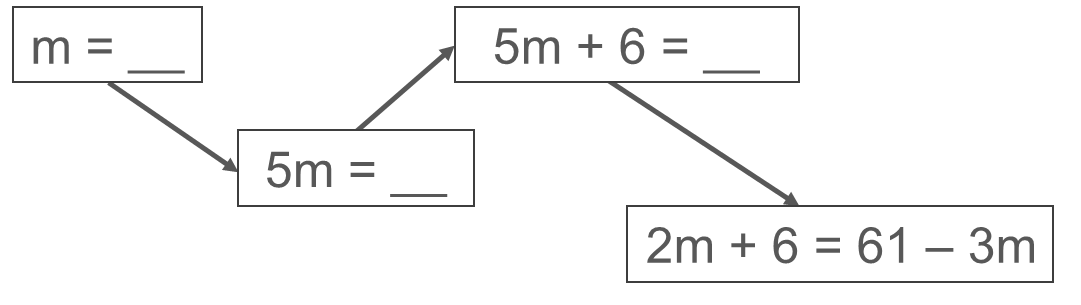 m = __
5m + 6 = __
5m = __
2m + 6 = 61 – 3m